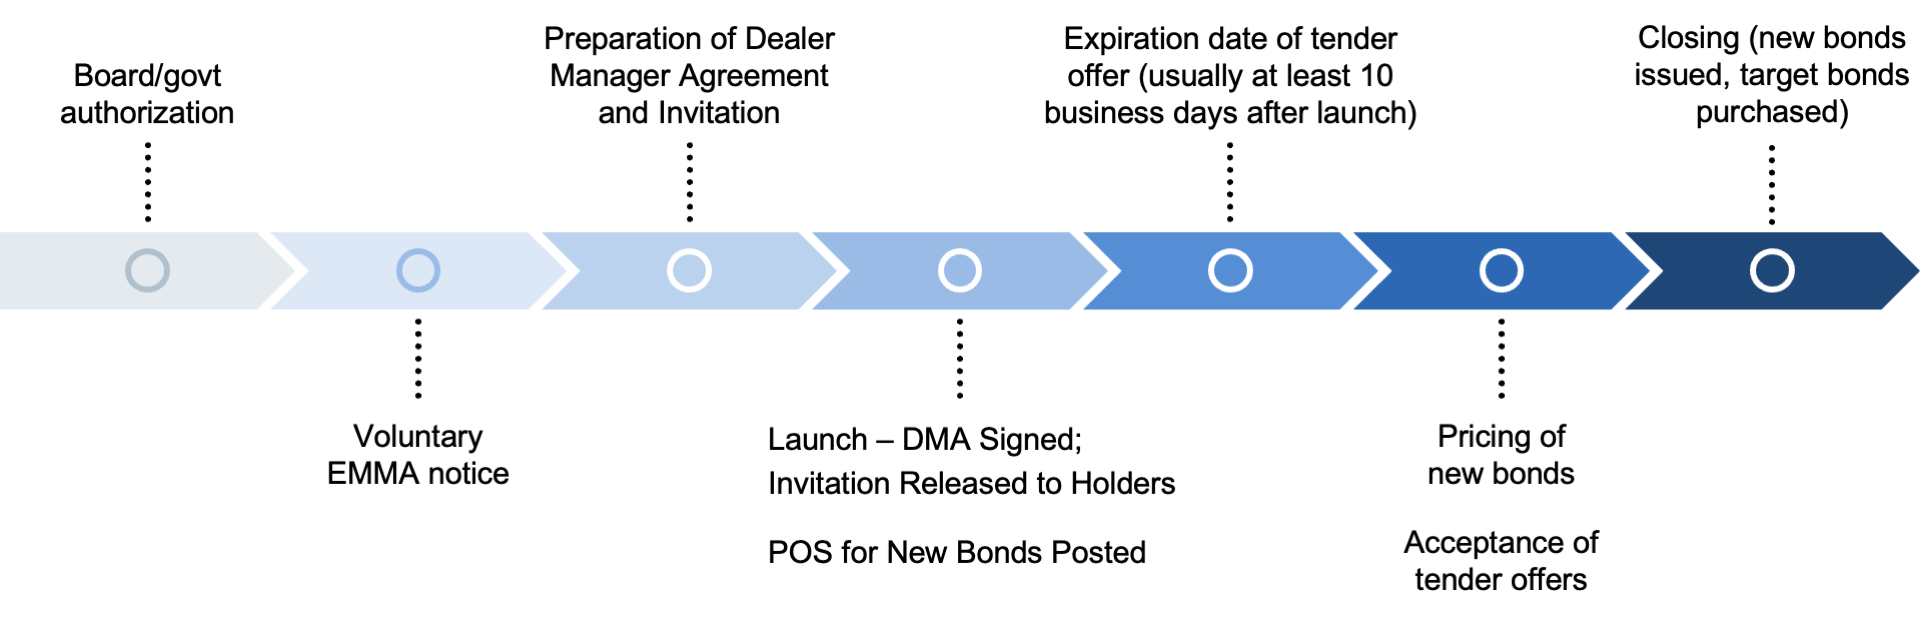 Board/govt
authorization
Voluntary
EMMA notice
Preparation of Dealer
Manager Agreement
and Invitation
Launch – DMA Signed;
Invitation Released to Holders
POS for New Bonds Posted
Expiration date of tender
offer (usually at least 10
business days after launch)
Pricing of
new bonds
Acceptance of
tender offers
Closing (new bonds
issued, target bonds
purchased)